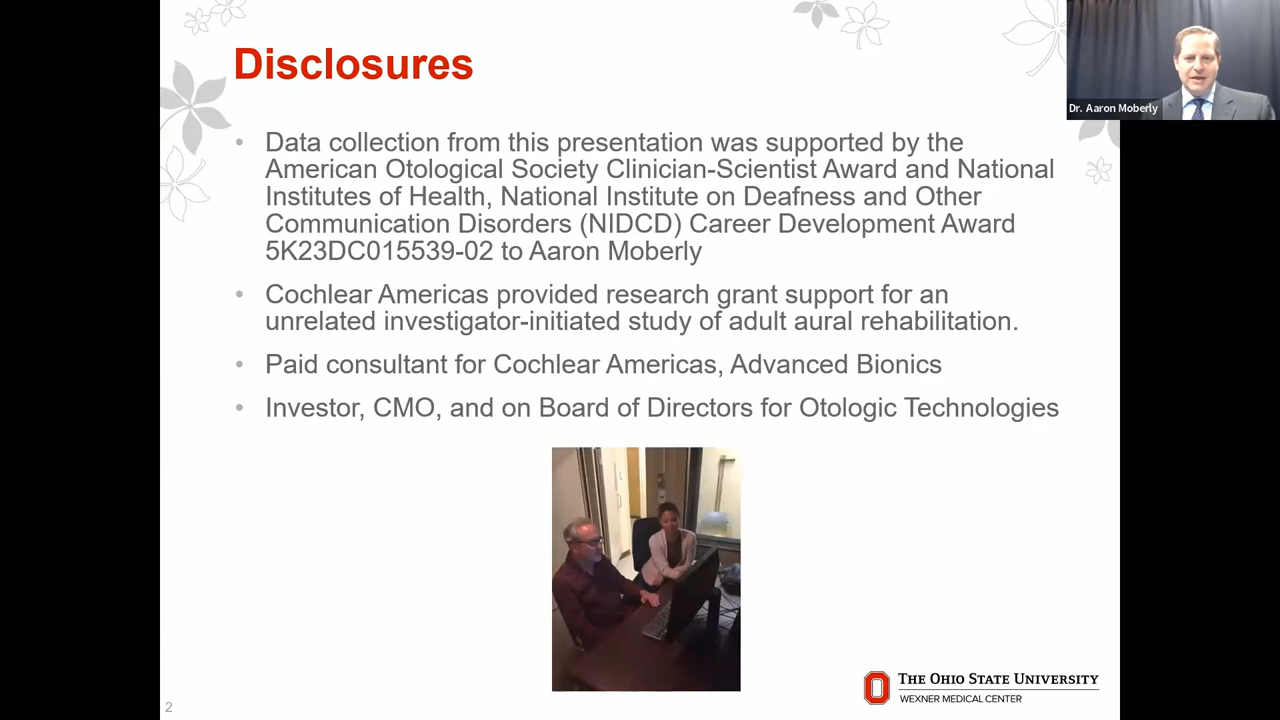 Disclosures
Dr. Aaron Moberly
• Data collection from this presentation was supported by the
American Otological Society Clinician-Scientist Award and National
Institutes of Health, National Institute on Deafness and Other
Communication Disorders (NIDCD) Career Development Award
5K23DC015539-02 to Aaron Moberly
• Cochlear Americas provided research grant support for an
unrelated investigator-initiated study of adult aural rehabilitation.
• Paid consultant for Cochlear Americas, Advanced Bionics
• Investor, CMO, and on Board of Directors for Otologic Technologies
THE OHIO STATE UNIVERSITY
WEXNER MEDICAL CENTER
2